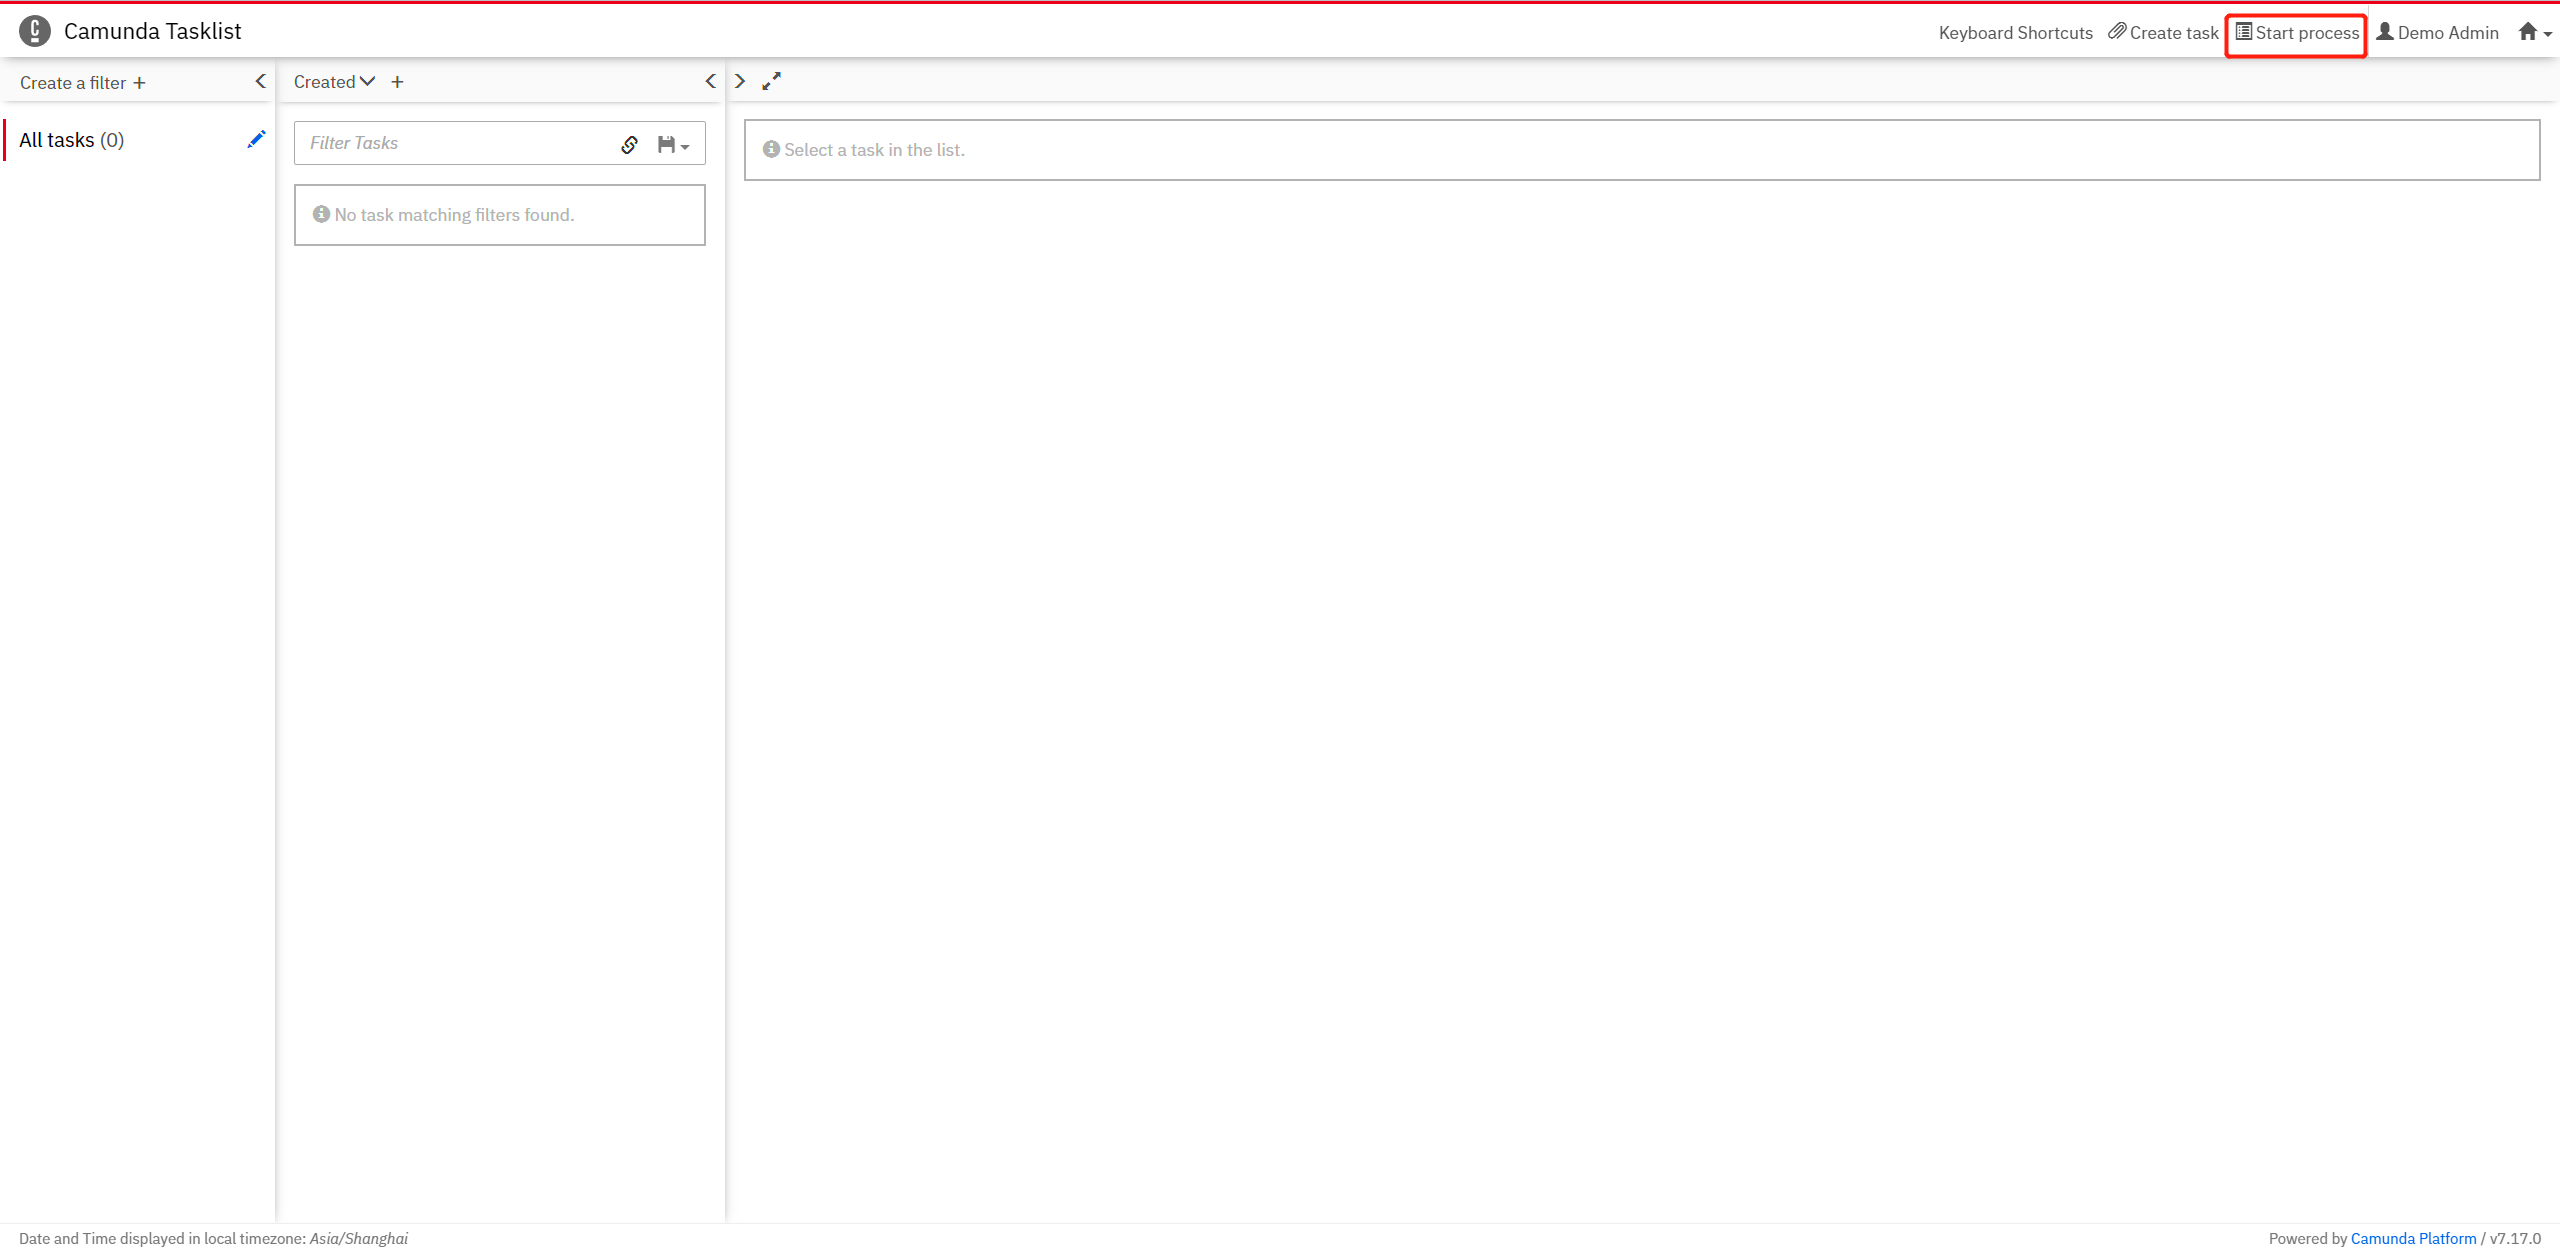 Camunda Tasklist
Keyboard Shortcuts Create task Start process Demo Admin
Create a filter +
Created +
All tasks (0)
Filter Tasks
Select a task in the list.
No task matching filters found.
Date and Time displayed in local timezone: Asia/Shanghai
Powered by Camunda Platform / v7.17.0